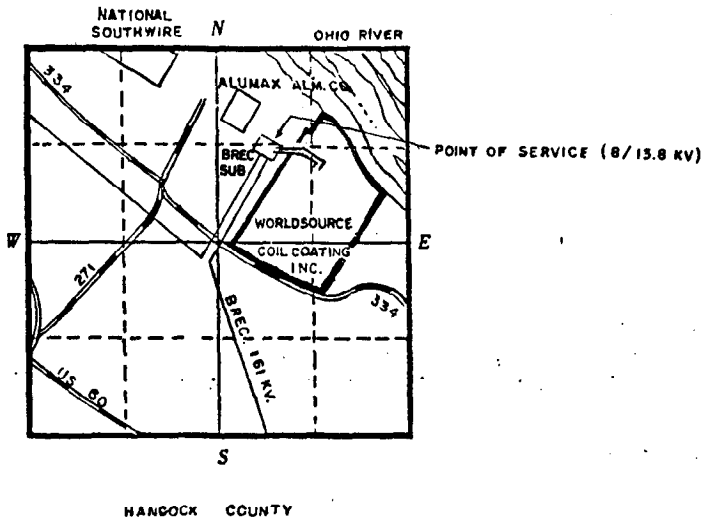 NATIONAL
SOUTHWIRE
N
OHIO RIVER
334
ALUMAX ALM. CO.
BREC
SUB
POINT OF SERVICE (8/13.8 KV)
WORLDSOURCE
W
E
COIL COATING
INC.
271
334
BREC 161 KV.
US 60
S
HANCOCK COUNTY